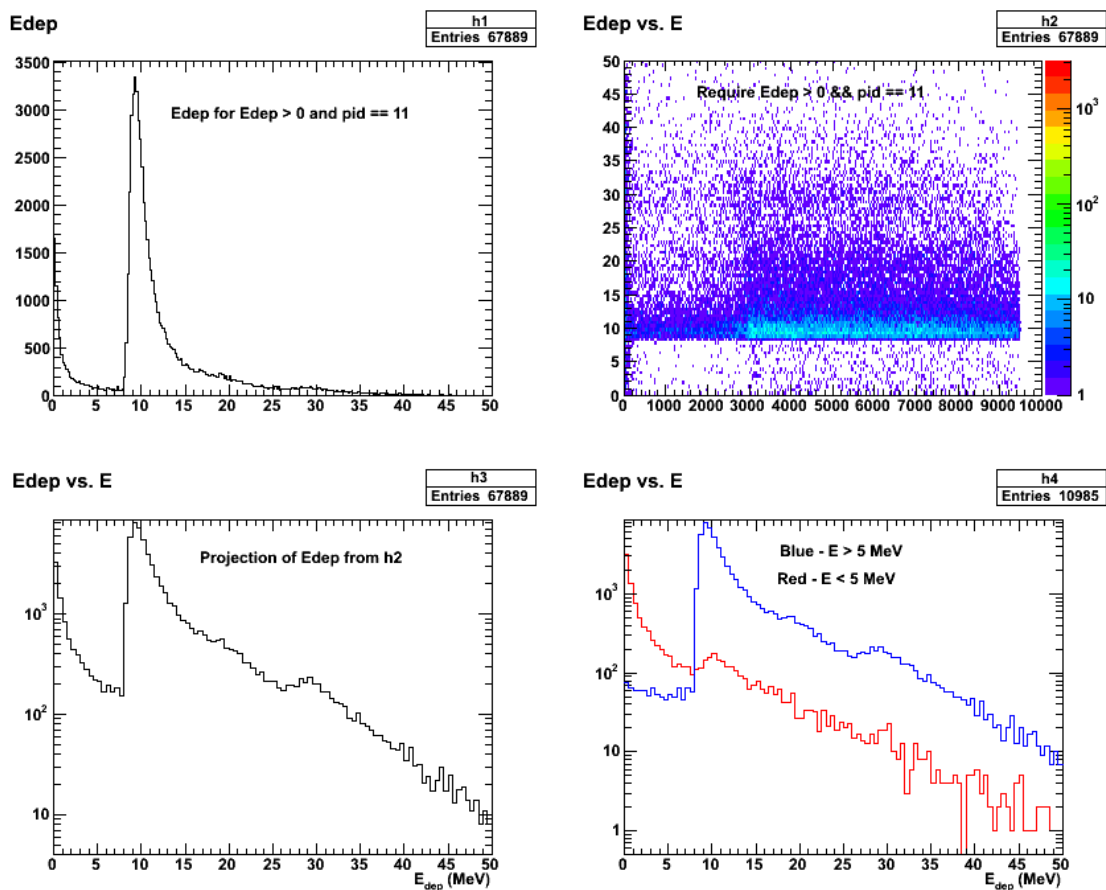 Edep
h1
Entries 67889
3500
3000
2500
2000
1500
1000
500
0
Edep for Edep > 0 and pid == 11
0 5 10 15 20 25 30 35 40 45 50
Edep vs. E
h2
Entries 67889
50
45
40
35
30
25
20
15
10
5
0
Require Edep > 0 && pid == 11
0 1000 2000 3000 4000 5000 6000 7000 8000 9000 10000
10³
10²
10
1
Edep vs. E
h3
Entries 67889
10³
10²
10
Projection of Edep from h2
0 5 10 15 20 25 30 35 40 45 50
E_dep (MeV)
Edep vs. E
h4
Entries 10985
10³
10²
10
1
Blue - E > 5 MeV
Red - E < 5 MeV
0 5 10 15 20 25 30 35 40 45 50
E_dep (MeV)